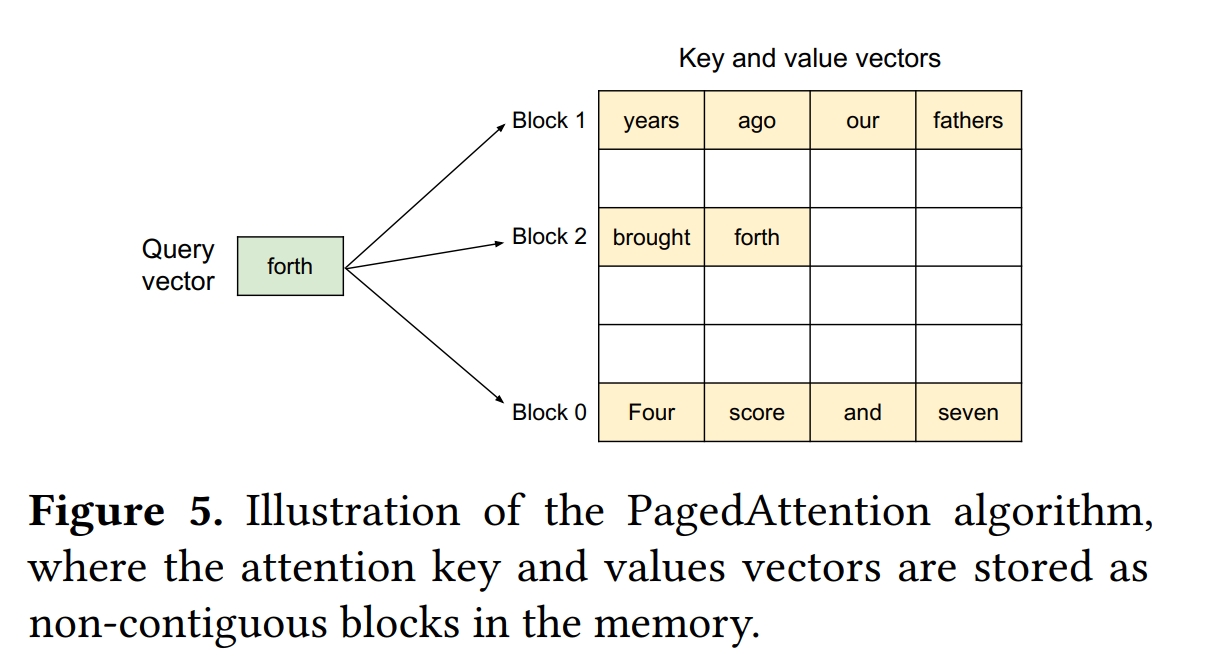 Key and value vectors
Block 1 years ago our fathers
Query
vector
forth
Block 2 brought forth
Block 0 Four score and seven
Figure 5. Illustration of the PagedAttention algorithm,
where the attention key and values vectors are stored as
non-contiguous blocks in the memory.